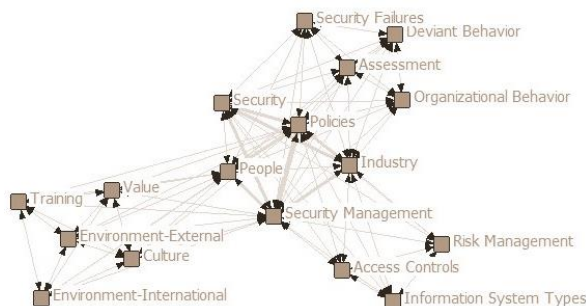 Security Failures
Deviant Behavior
Assessment
Security
Organizational Behavior
Policies
People
Industry
Training
Value
Security Management
Environment-External
Culture
Risk Management
Access Controls
Environment-International
Information System Types